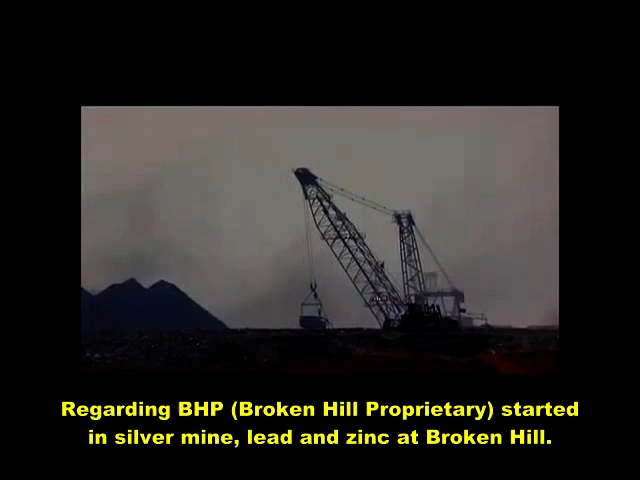 Regarding BHP (Broken Hill Proprietary) started
in silver mine, lead and zinc at Broken Hill.